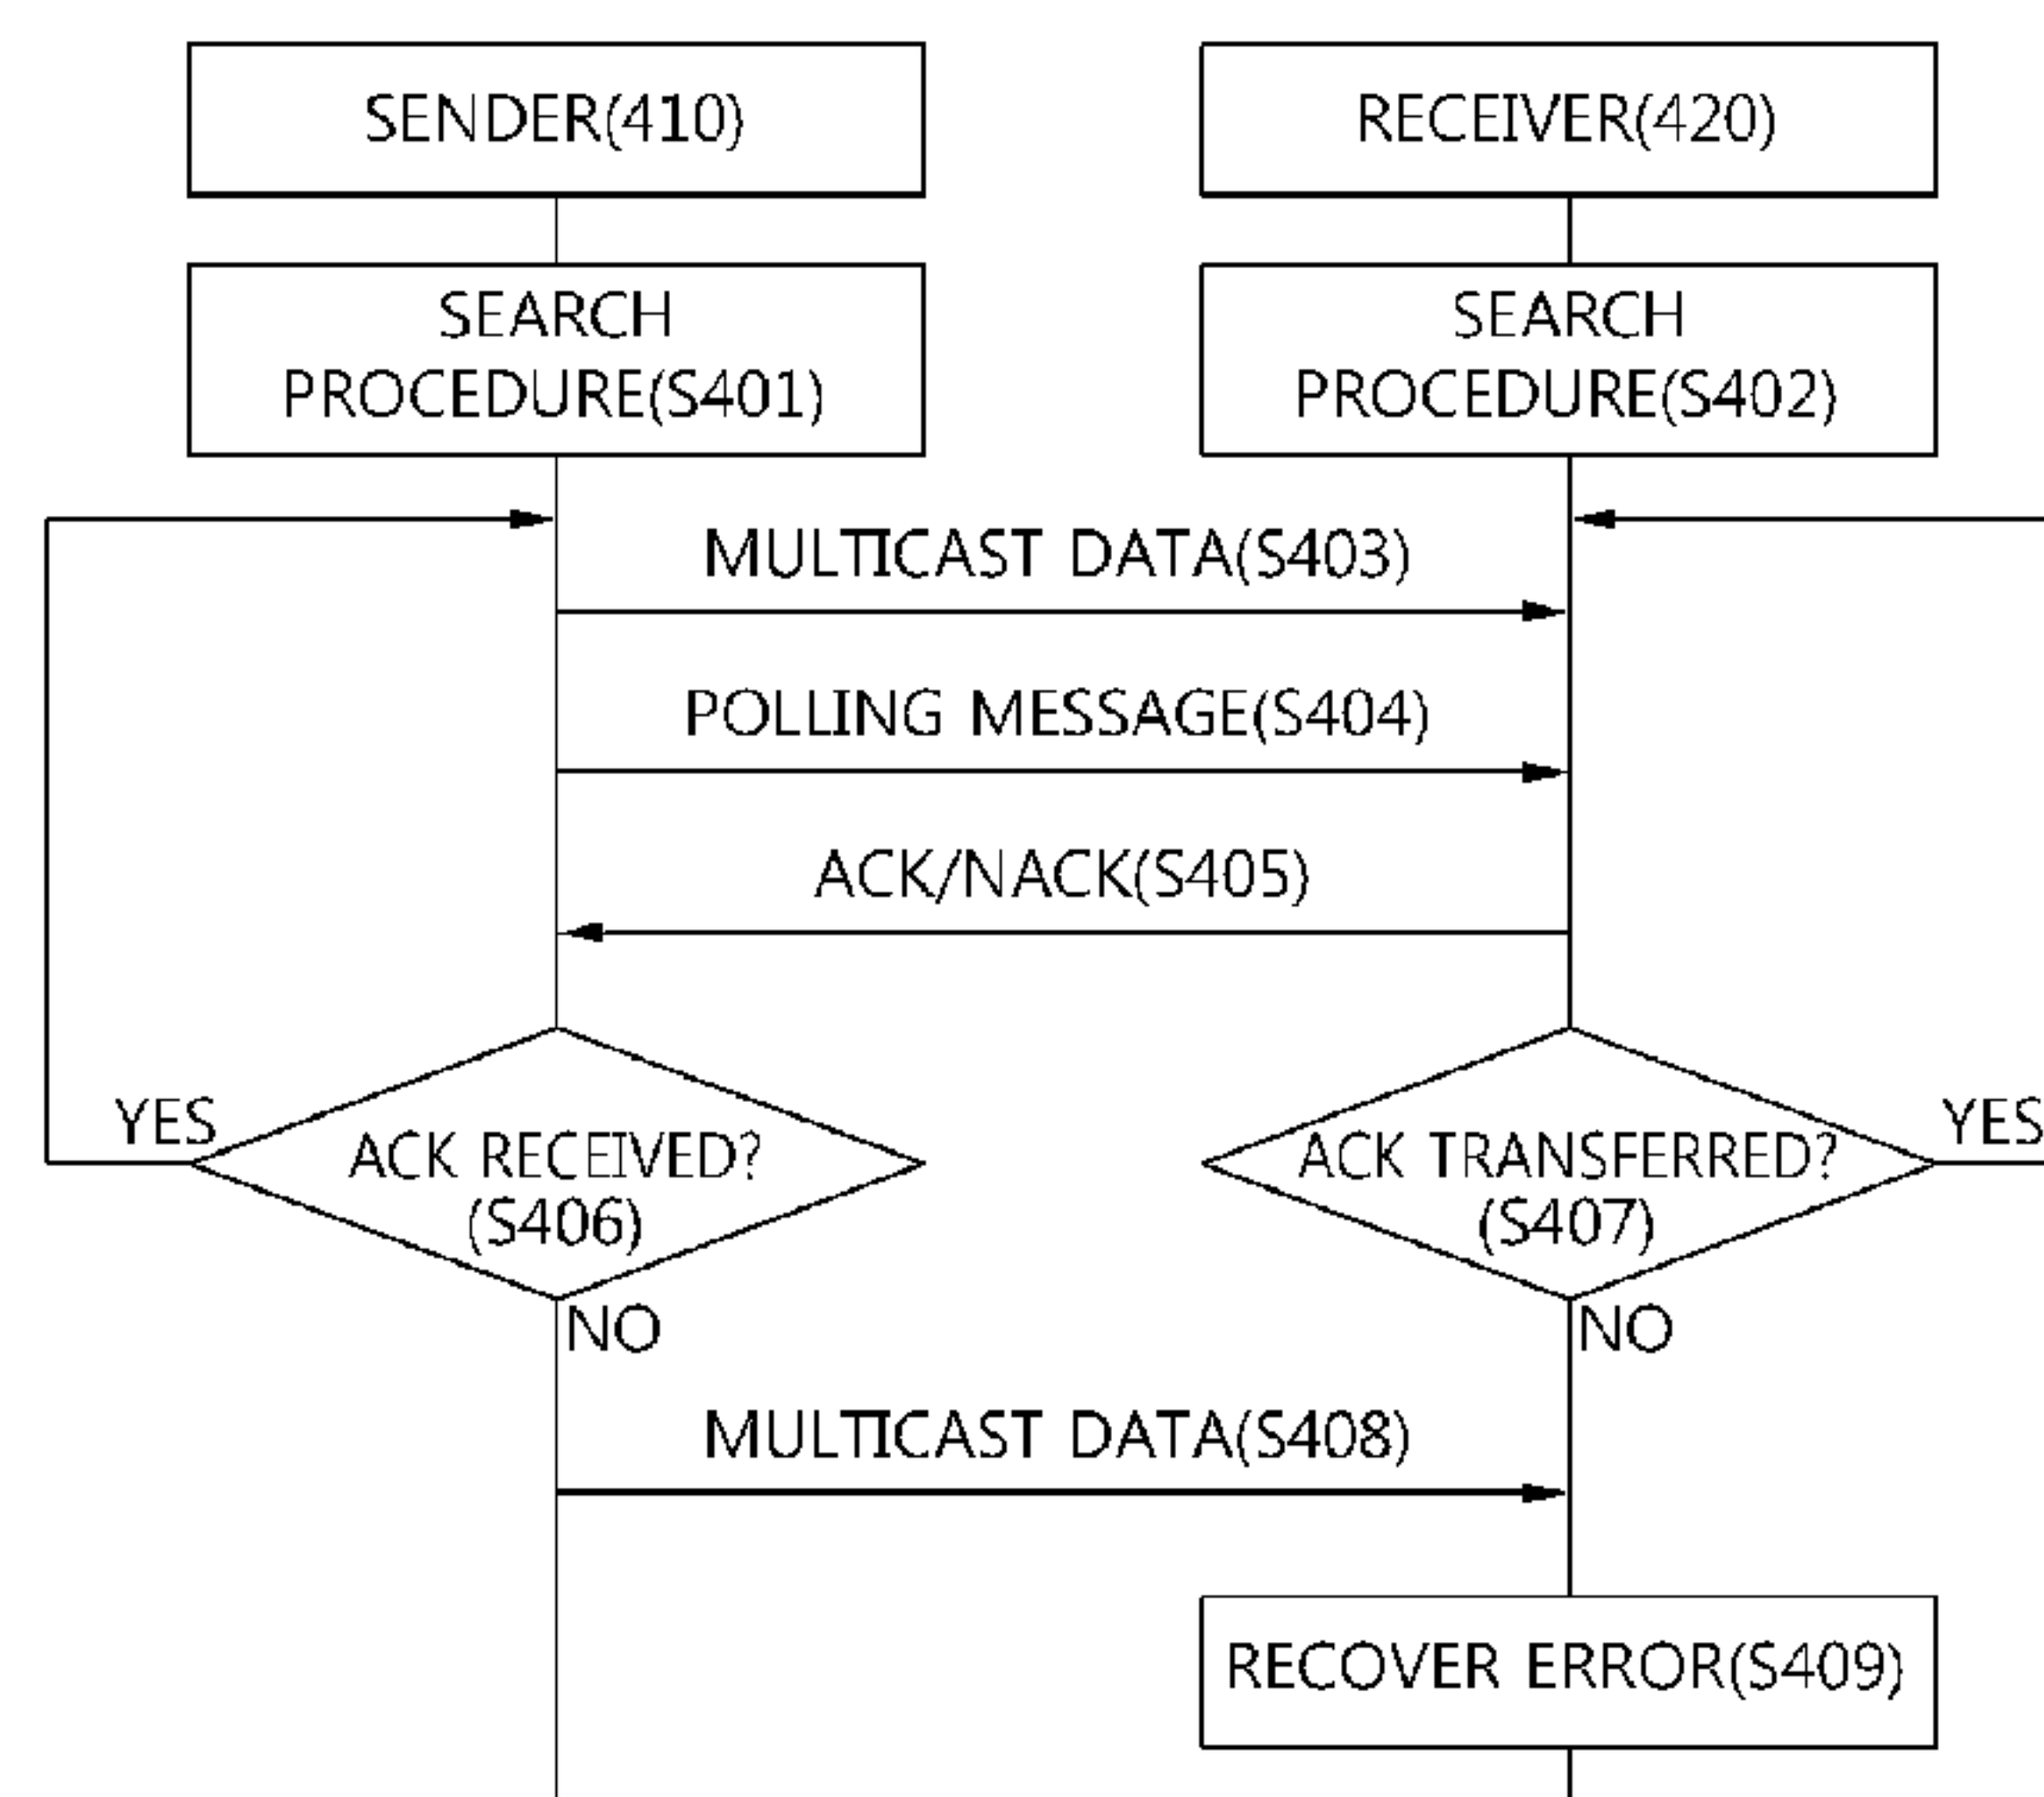 SENDER(410)
RECEIVER(420)
SEARCH
PROCEDURE(S401)
SEARCH
PROCEDURE(S402)
MULTICAST DATA(S403)
POLLING MESSAGE(S404)
ACK/NACK(S405)
YES
ACK RECEIVED?
(S406)
NO
ACK TRANSFERRED?
(S407)
YES
NO
MULTICAST DATA(S408)
RECOVER ERROR(S409)